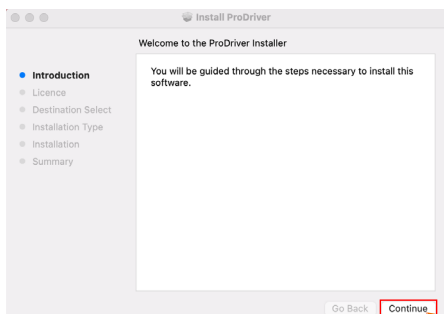 Install ProDriver
Welcome to the ProDriver Installer
Introduction
Licence
Destination Select
Installation Type
Installation
Summary
You will be guided through the steps necessary to install this
software.
Go Back
Continue